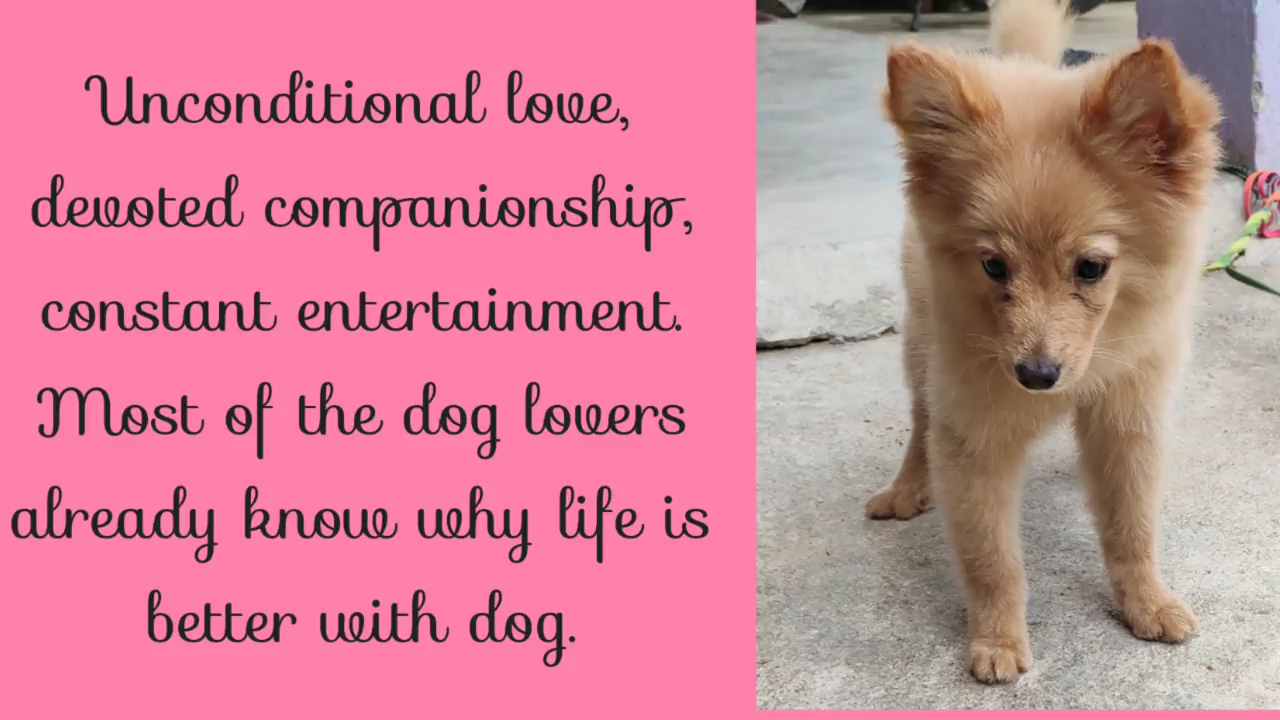 Unconditional love,
devoted companionship,
constant entertainment.
Most of the dog lovers
already know why life is
better with dog.